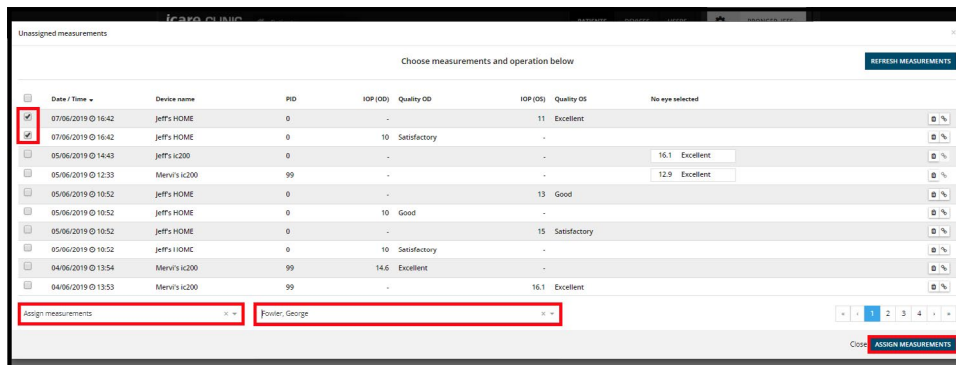 icare CLINIC
PATIENTS DEVICES USERS
Unassigned measurements ×
Choose measurements and operation below
REFRESH MEASUREMENTS
Date / Time Device name PID IOP (OD) Quality OD IOP (OS) Quality OS No eye selected
07/06/2019 16:42 Jeff's HOME 0 - 11 Excellent
07/06/2019 16:42 Jeff's HOME 0 10 Satisfactory -
05/06/2019 14:43 Jeff's ic200 0 - - 16.1 Excellent
05/06/2019 12:33 Mervi's ic200 99 - - 12.9 Excellent
05/06/2019 10:52 Jeff's HOME 0 - 13 Good
05/06/2019 10:52 Jeff's HOME 0 10 Good -
05/06/2019 10:52 Jeff's HOME 0 - 15 Satisfactory
05/06/2019 10:52 Jeff's HOME 0 10 Satisfactory -
04/06/2019 13:54 Mervi's ic200 99 14.6 Excellent -
04/06/2019 13:53 Mervi's ic200 99 - 16.1 Excellent
Assign measurements × Fowler, George × « ‹ 1 2 3 4 › »
Close ASSIGN MEASUREMENTS